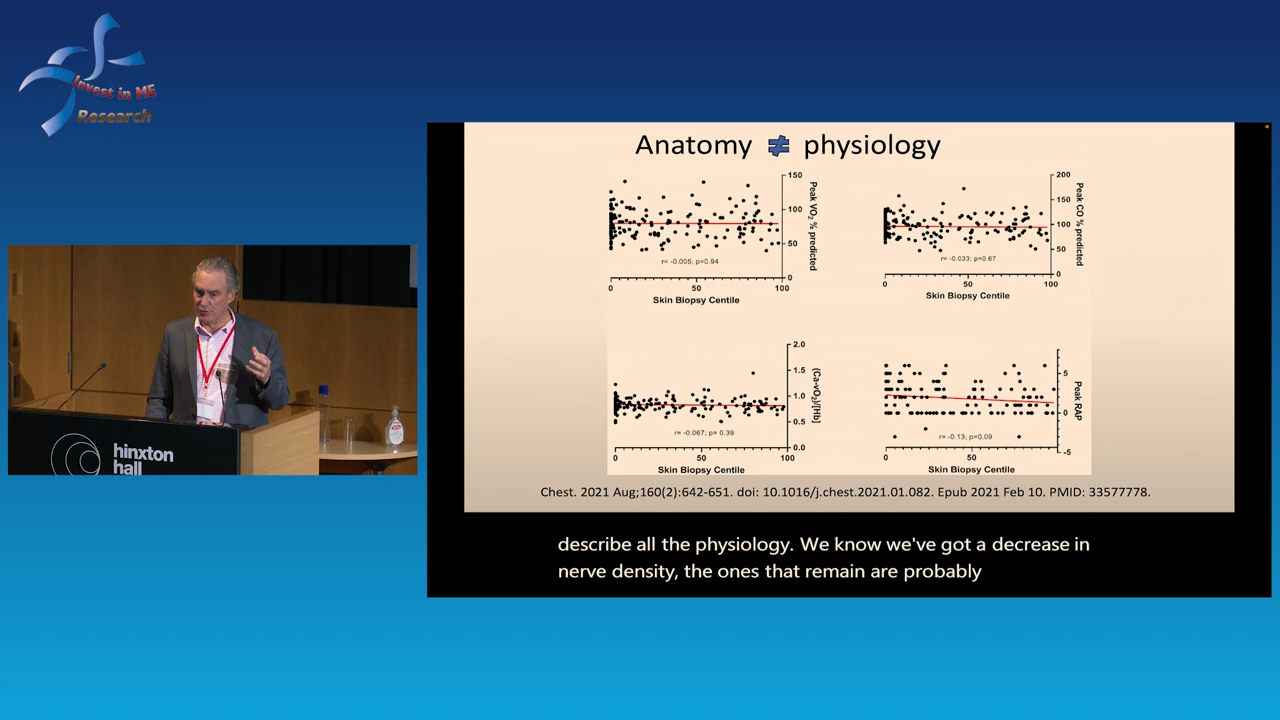 Invest in ME
Research
Anatomy ≠ physiology
150
100
50
0
Peak VO2 % predicted
r= -0.005; p=0.94
0 50 100
Skin Biopsy Centile
200
150
100
50
0
Peak CO % predicted
r= -0.033; p=0.67
0 50 100
Skin Biopsy Centile
2.0
1.5
1.0
0.5
0.0
(Ca-vO2)/[Hb]
r= -0.067; p= 0.39
0 50 100
Skin Biopsy Centile
5
0
-5
Peak RAP
r= -0.13; p=0.09
0 50
Skin Biopsy Centile
Chest. 2021 Aug;160(2):642-651. doi: 10.1016/j.chest.2021.01.082. Epub 2021 Feb 10. PMID: 33577778.
hinxton
hall
describe all the physiology. We know we've got a decrease in
nerve density, the ones that remain are probably